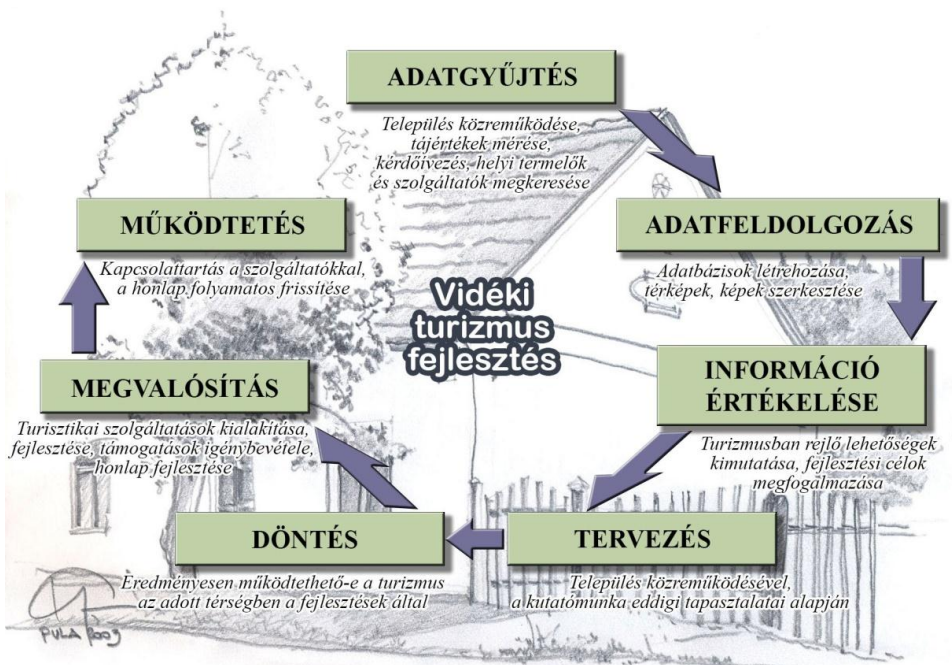 ADATGYŰJTÉS
Település közreműködése,
tájértékek mérése,
kérdőívezés, helyi termelők
és szolgáltatók megkeresése
ADATFELDOLGOZÁS
Adatbázisok létrehozása,
térképek, képek szerkesztése
INFORMÁCIÓ
ÉRTÉKELÉSE
Turizmusban rejlő lehetőségek
kimutatása, fejlesztési célok
megfogálmazása
TERVEZÉS
Település közreműködésével,
a kutatómunka eddigi tapasztalatai alapján
DÖNTÉS
Eredményesen működtethető-e a turizmus
az adott térségben a fejlesztések által
MEGVALÓSÍTÁS
Turisztikai szolgáltatások kialakítása,
fejlesztése, támogatások igénybevétele,
honlap fejlesztése
MŰKÖDTETÉS
Kapcsolattartás a szolgáltatókkal,
a honlap folyamatos frissítése
Vidéki
turizmus
fejlesztés
PULA 2009